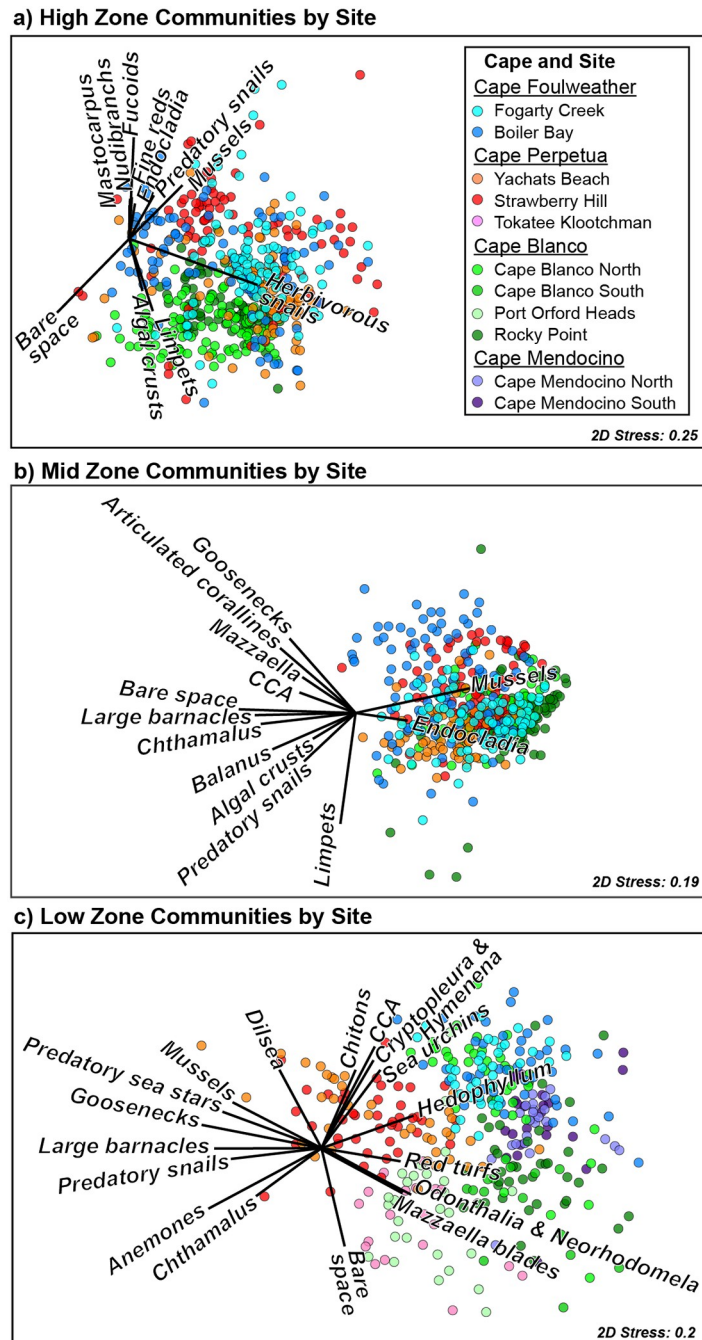 a) High Zone Communities by Site
Mastocarpus
Nudibranchs
Fucoids
Fine reds
Endocladia
Predatory snails
Mussels
Herbivorous
snails
Bare
space
Algal crusts
Limpets
Cape and Site
Cape Foulweather
Fogarty Creek
Boiler Bay
Cape Perpetua
Yachats Beach
Strawberry Hill
Tokatee Klootchman
Cape Blanco
Cape Blanco North
Cape Blanco South
Port Orford Heads
Rocky Point
Cape Mendocino
Cape Mendocino North
Cape Mendocino South
2D Stress: 0.25
b) Mid Zone Communities by Site
Articulated corallines
Goosenecks
Mazzaella
CCA
Bare space
Large barnacles
Chthamalus
Balanus
Algal crusts
Predatory snails
Limpets
Mussels
Endocladia
2D Stress: 0.19
c) Low Zone Communities by Site
Dilsea
Chitons
CCA
Cryptopleura &
Hymenena
Sea urchins
Hedophyllum
Mussels
Predatory sea stars
Goosenecks
Large barnacles
Predatory snails
Anemones
Chthamalus
Bare
space
Red turfs
Odonthalia & Neorhodomela
Mazzaella blades
2D Stress: 0.2